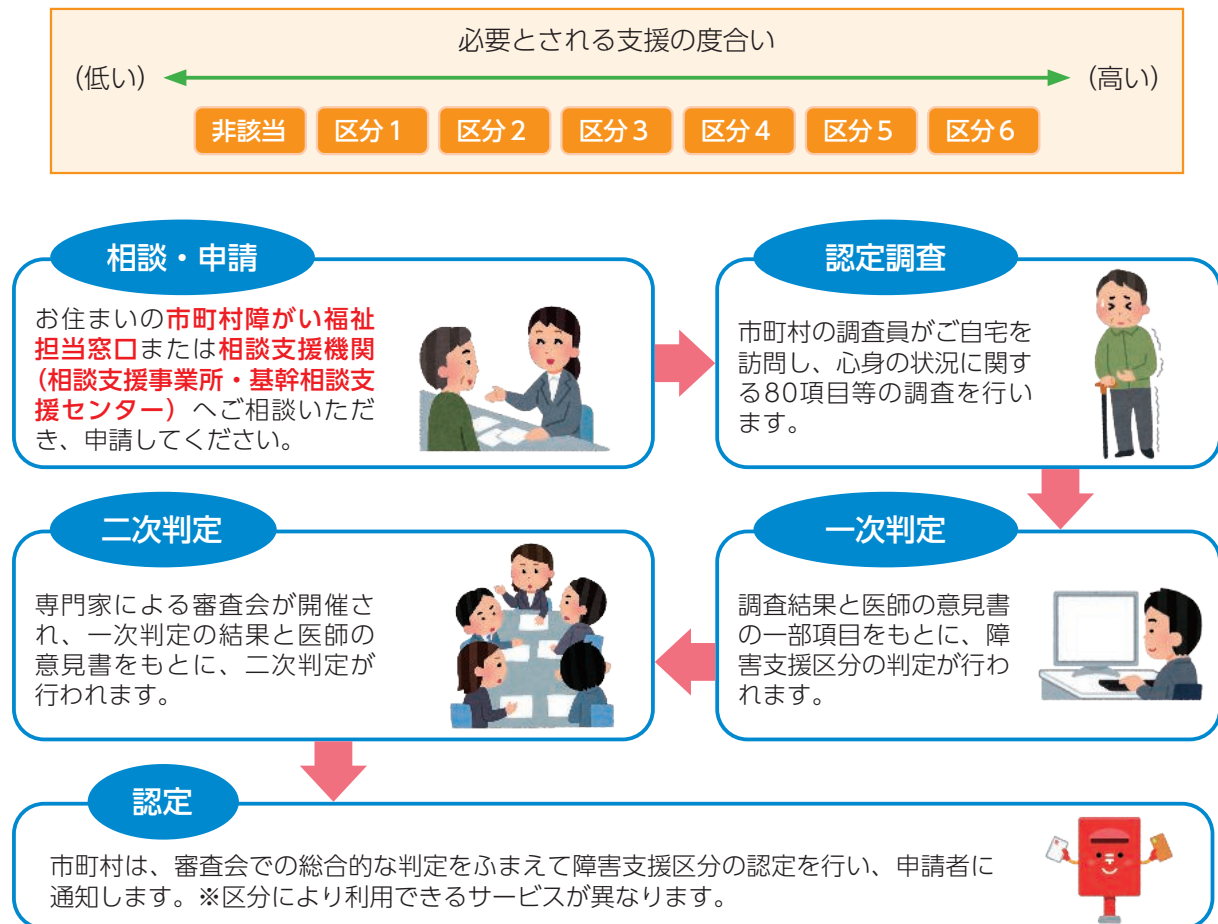 必要とされる支援の度合い
（低い）
（高い）
非該当
区分１
区分２
区分３
区分４
区分５
区分６
相談・申請
お住まいの市町村障がい福祉
担当窓口または相談支援機関
（相談支援事業所・基幹相談支
援センター）へご相談いただ
き、申請してください。
認定調査
市町村の調査員がご自宅を
訪問し、心身の状況に関す
る80項目等の調査を行い
ます。
一次判定
調査結果と医師の意見書
の一部項目をもとに、障
害支援区分の判定が行わ
れます。
二次判定
専門家による審査会が開催さ
れ、一次判定の結果と医師の
意見書をもとに、二次判定が
行われます。
認定
市町村は、審査会での総合的な判定をふまえて障害支援区分の認定を行い、申請者に
通知します。※区分により利用できるサービスが異なります。